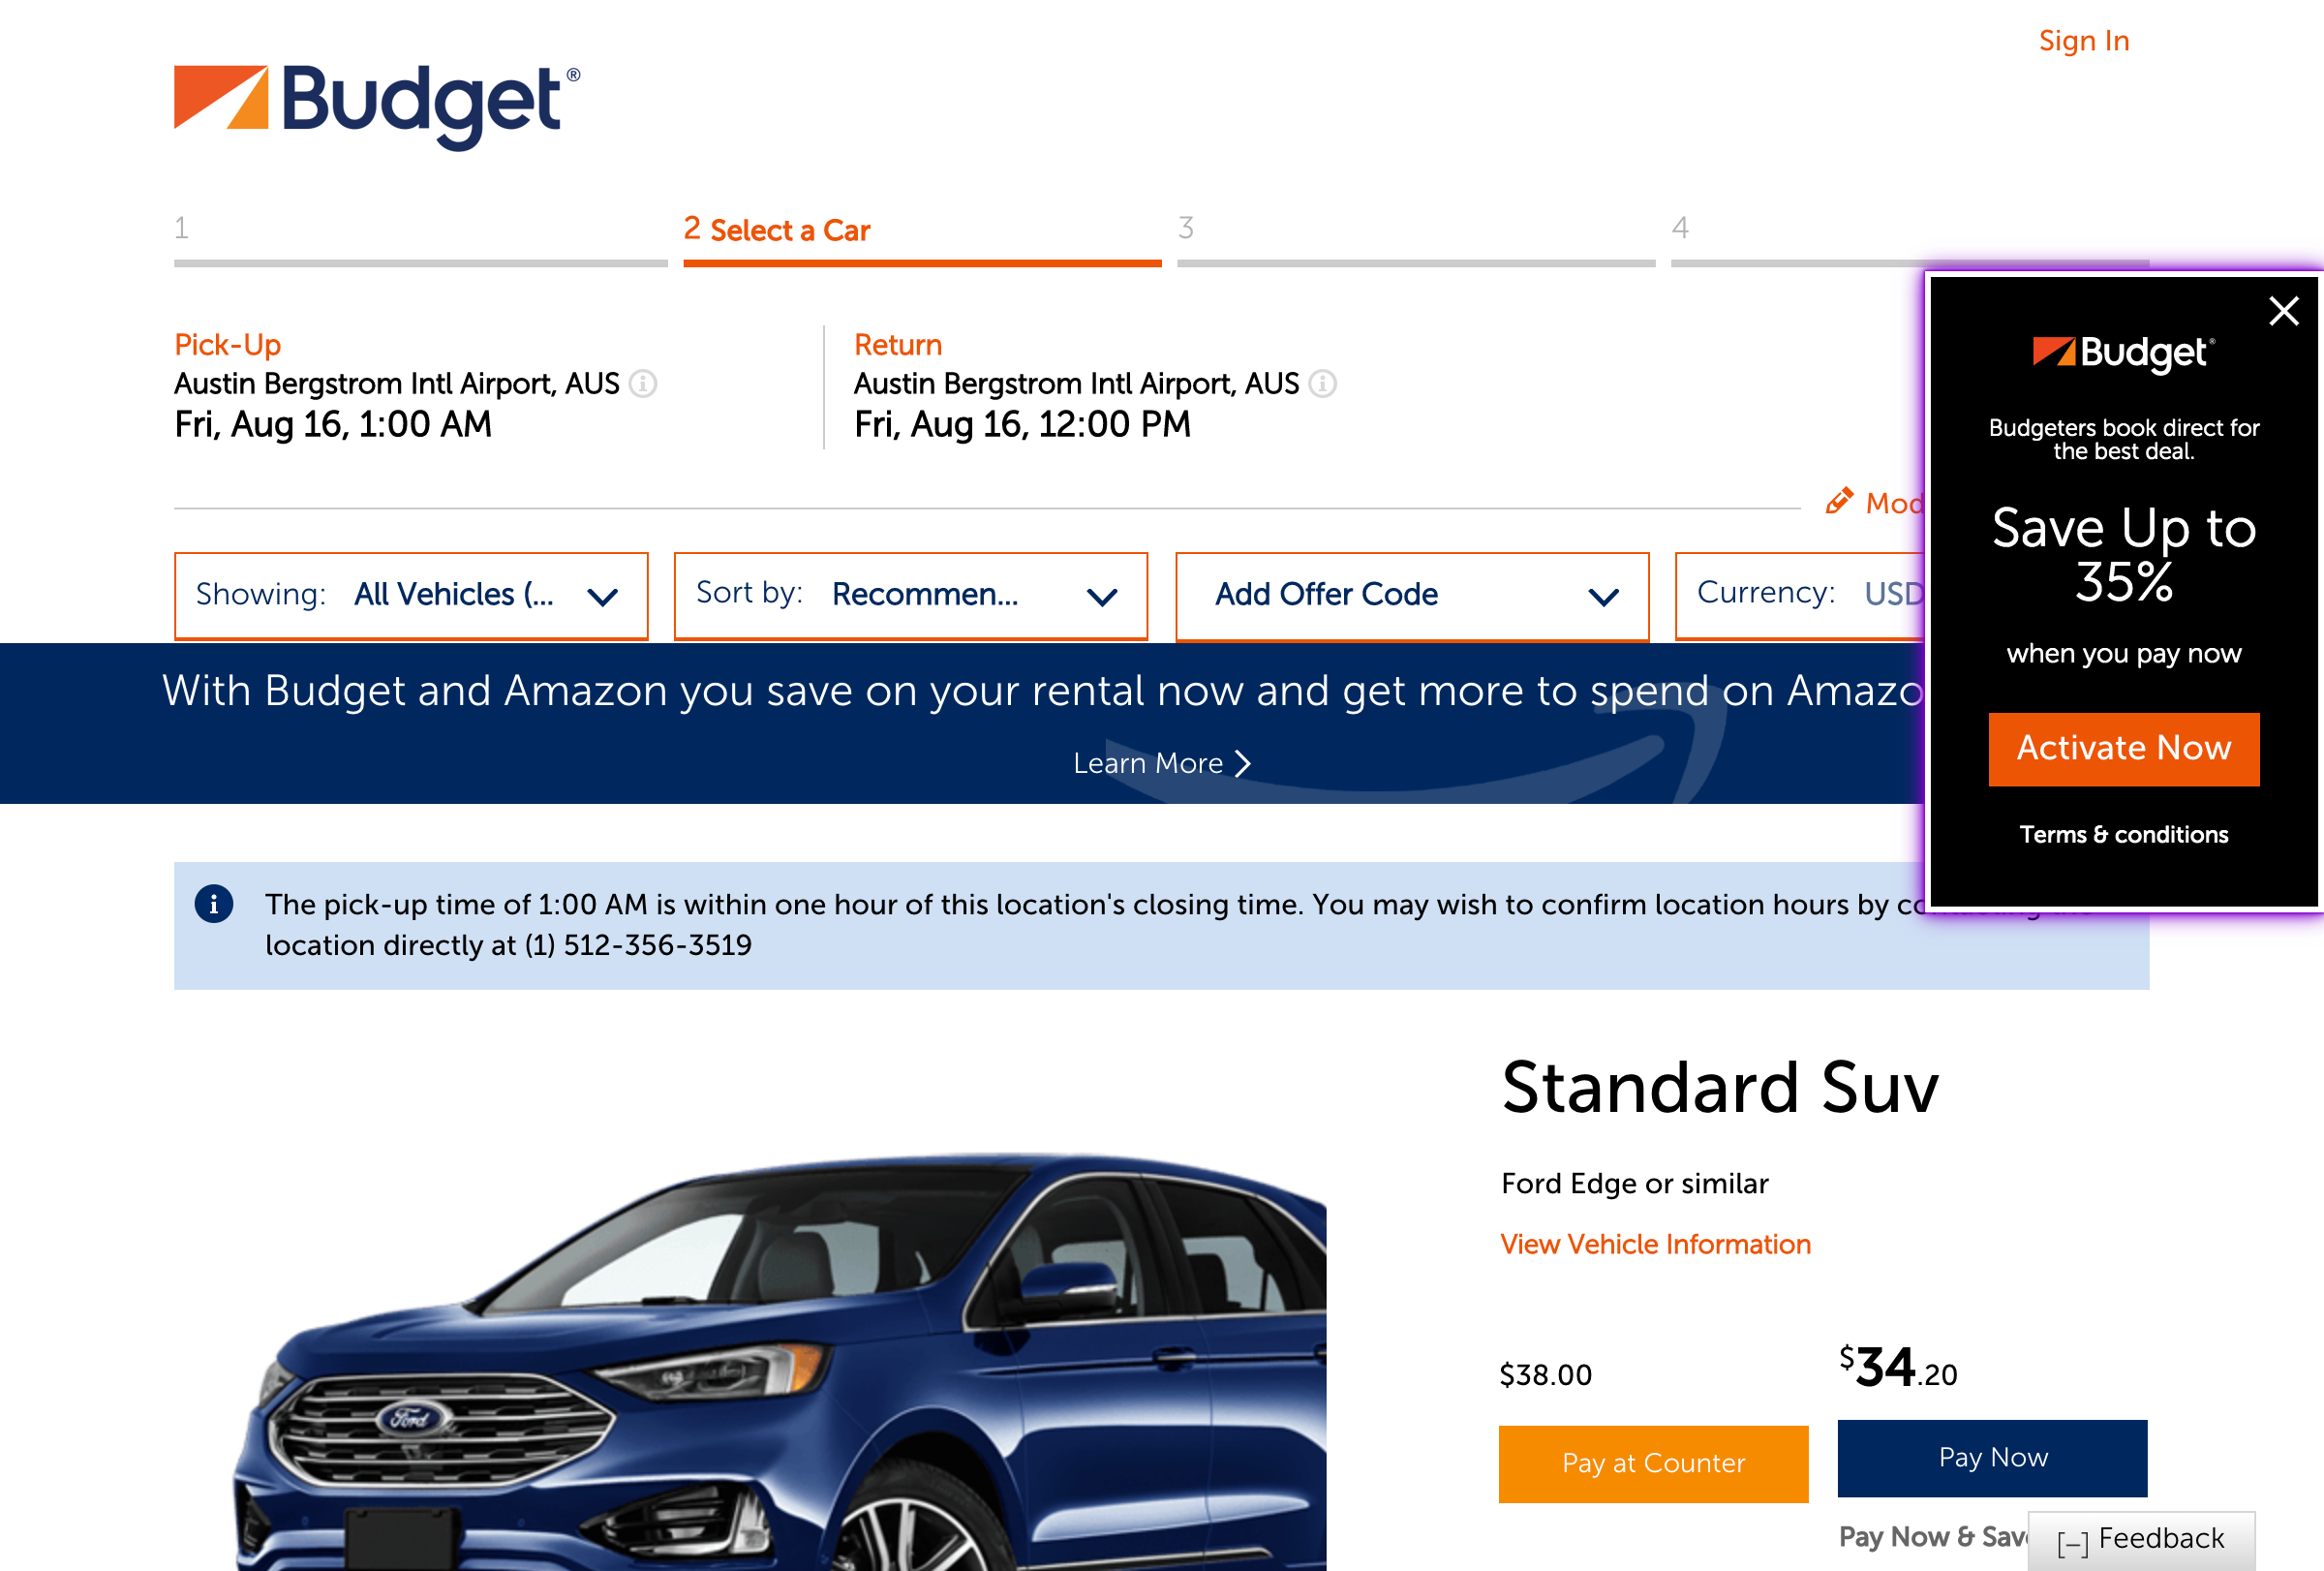 Sign In
Budget®
1
2 Select a Car
3
4
Pick-Up
Austin Bergstrom Intl Airport, AUS
Fri, Aug 16, 1:00 AM
Return
Austin Bergstrom Intl Airport, AUS
Fri, Aug 16, 12:00 PM
Mod
Showing: All Vehicles (...
Sort by: Recommen...
Add Offer Code
Currency: USD
Budget®
Budgeters book direct for
the best deal.
Save Up to
35%
when you pay now
Activate Now
Terms & conditions
With Budget and Amazon you save on your rental now and get more to spend on Amazo
Learn More
The pick-up time of 1:00 AM is within one hour of this location's closing time. You may wish to confirm location hours by
location directly at (1) 512-356-3519
Standard Suv
Ford Edge or similar
View Vehicle Information
$38.00
$34.20
Pay at Counter
Pay Now
Pay Now & Save
[–] Feedback
Ford